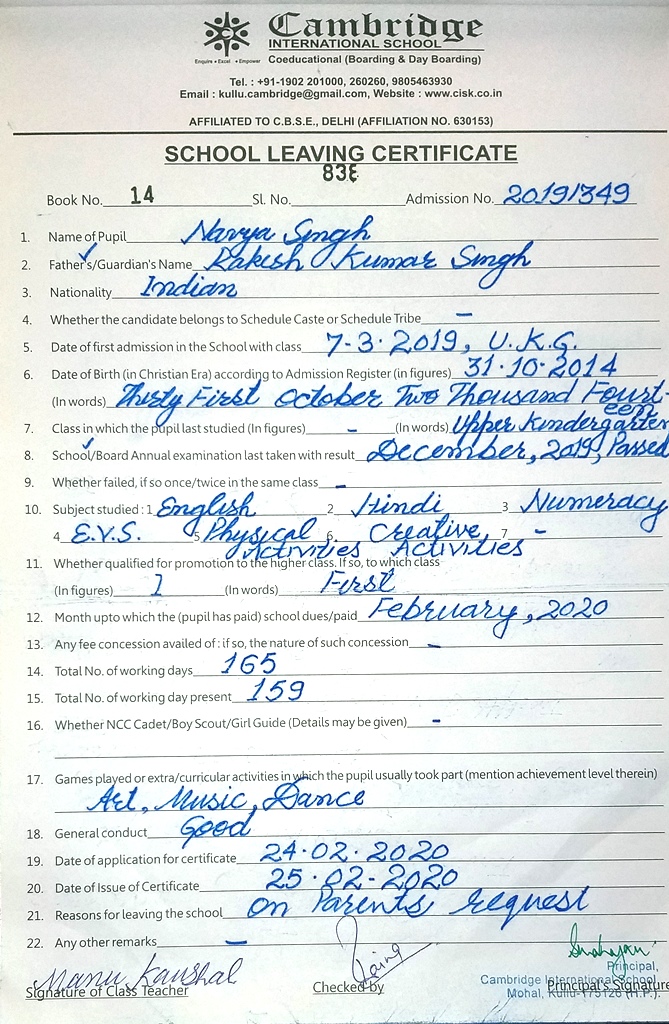 Cambridge
INTERNATIONAL SCHOOL
Enquire • Excel • Empower Coeducational (Boarding & Day Boarding)
Tel. : +91-1902 201000, 260260, 9805463930
Email : kullu.cambridge@gmail.com, Website : www.cisk.co.in
AFFILIATED TO C.B.S.E., DELHI (AFFILIATION NO. 630153)
SCHOOL LEAVING CERTIFICATE
Book No. 14 Sl. No. 838 Admission No. 20191349
1. Name of Pupil Navya Singh
2. Father's/Guardian's Name Rakesh Kumar Singh
3. Nationality Indian
4. Whether the candidate belongs to Schedule Caste or Schedule Tribe –
5. Date of first admission in the School with class 7-3-2019, U.K.G.
6. Date of Birth (in Christian Era) according to Admission Register (in figures) 31·10·2014
(In words) Thirty First October Two Thousand Fourt-
een
7. Class in which the pupil last studied (In figures) – (In words) Upper Kindergarten
8. School/Board Annual examination last taken with result December, 2019, Passed
9. Whether failed, if so once/twice in the same class –
10. Subject studied : 1 English 2 Hindi 3 Numeracy
4 E.V.S. 5 Physical 6. Creative 7 –
Activities Activities
11. Whether qualified for promotion to the higher class. If so, to which class
(In figures) 1 (In words) First
12. Month upto which the (pupil has paid) school dues/paid February, 2020
13. Any fee concession availed of : if so, the nature of such concession –
14. Total No. of working days 165
15. Total No. of working day present 159
16. Whether NCC Cadet/Boy Scout/Girl Guide (Details may be given) –
17. Games played or extra/curricular activities in which the pupil usually took part (mention achievement level therein)
Art, Music, Dance
18. General conduct Good
19. Date of application for certificate 24·02·2020
20. Date of Issue of Certificate 25·02-2020
21. Reasons for leaving the school On Parents request
22. Any other remarks –
Manu Kaushal
Principal,
Cambridge International School
Mohal, Kullu-175126 (H.P.).
Signature of Class Teacher Checked by Principal's Signature